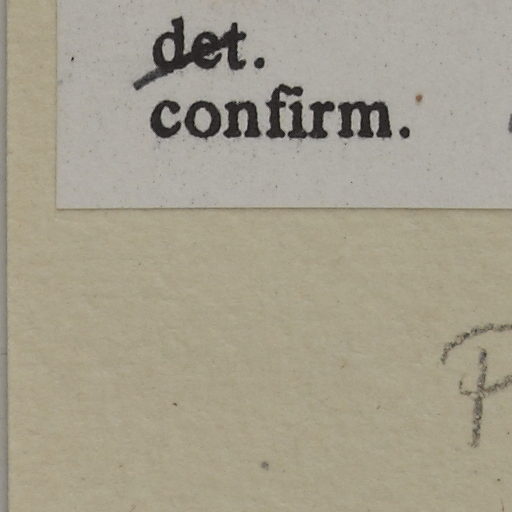 det.
confirm.
P